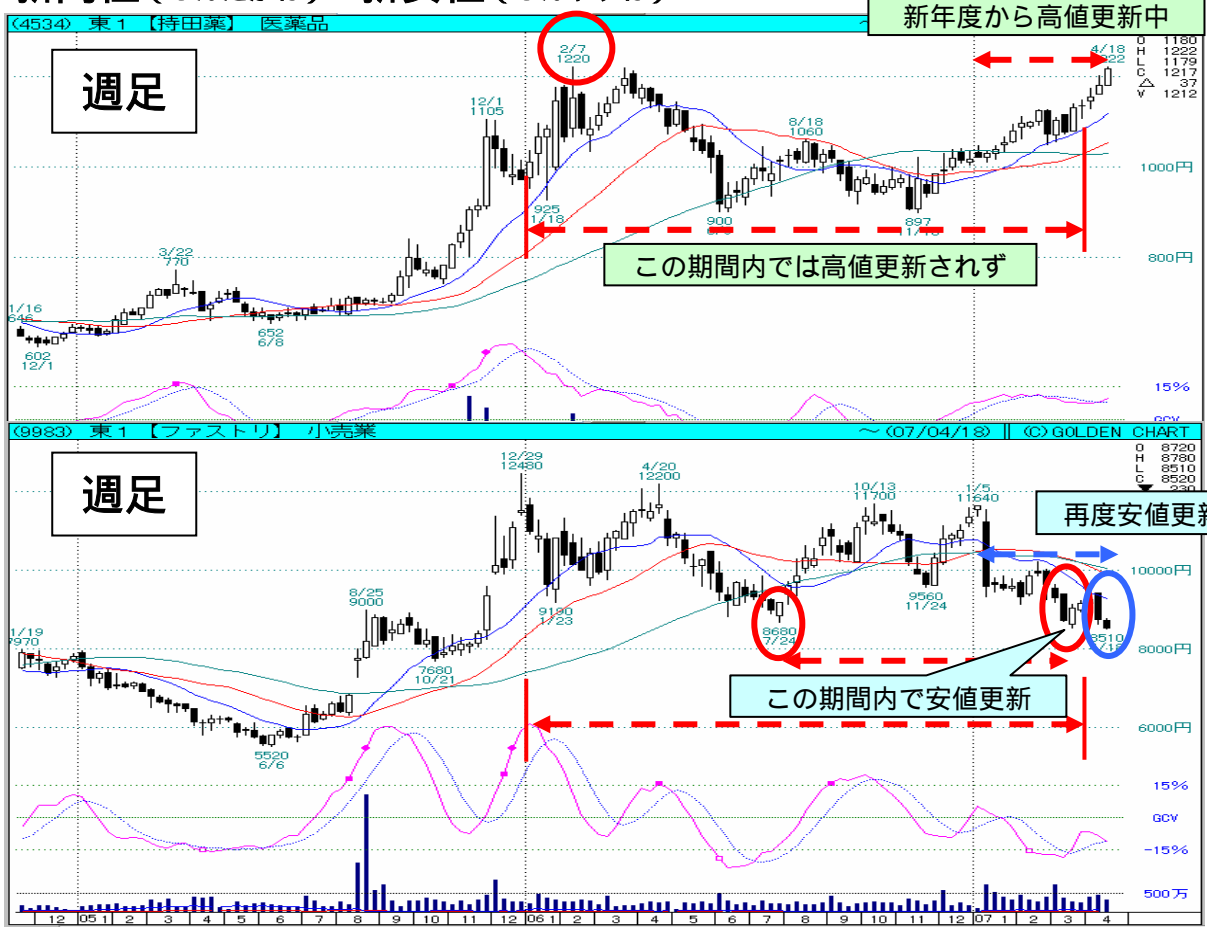 新年度から高値更新中
(4534) 東1 【持田薬】 医薬品
週足
O 1180
H 1222
L 1179
C 1217
△ 37
V 1212
2/7
1220
4/18
12/1
1105
8/18
1060
1000円
925
1/18
900
897
800円
この期間内では高値更新されず
3/22
770
1/16
646
652
6/8
602
12/1
15%
GCV
(9983) 東1 【ファストリ】 小売業 ～(07/04/18) || (C)GOLDEN CHART
週足
O 8720
H 8780
L 8510
C 8520
▼ 230
12/29
12480
4/20
12200
10/13
11700
1/5
11640
再度安値更新
10000円
8/25
9000
9190
1/23
9560
11/24
1/19
7970
7680
10/21
8680
7/24
8510
8000円
この期間内で安値更新
6000円
5520
6/6
15%
GCV
-15%
500万
12 05 1 2 3 4 5 6 7 8 9 10 11 12 06 1 2 3 4 5 6 7 8 9 10 11 12 07 1 2 3 4